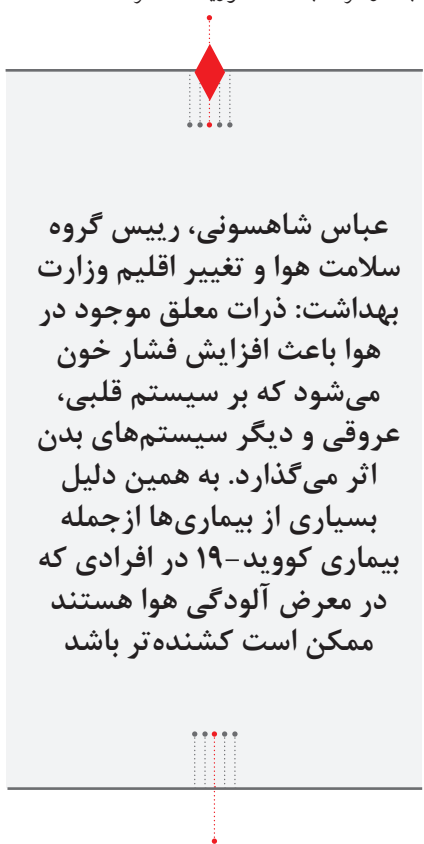 عباس شاهسونی، رییس گروه
سلامت هوا و تغییر اقلیم وزارت
بهداشت: ذرات معلق موجود در
هوا باعث افزایش فشار خون
می‌شود که بر سیستم قلبی،
عروقی و دیگر سیستم‌های بدن
اثر می‌گذارد. به همین دلیل
بسیاری از بیماری‌ها ازجمله
بیماری کووید-۱۹ در افرادی که
در معرض آلودگی هوا هستند
ممکن است کشنده‌تر باشد